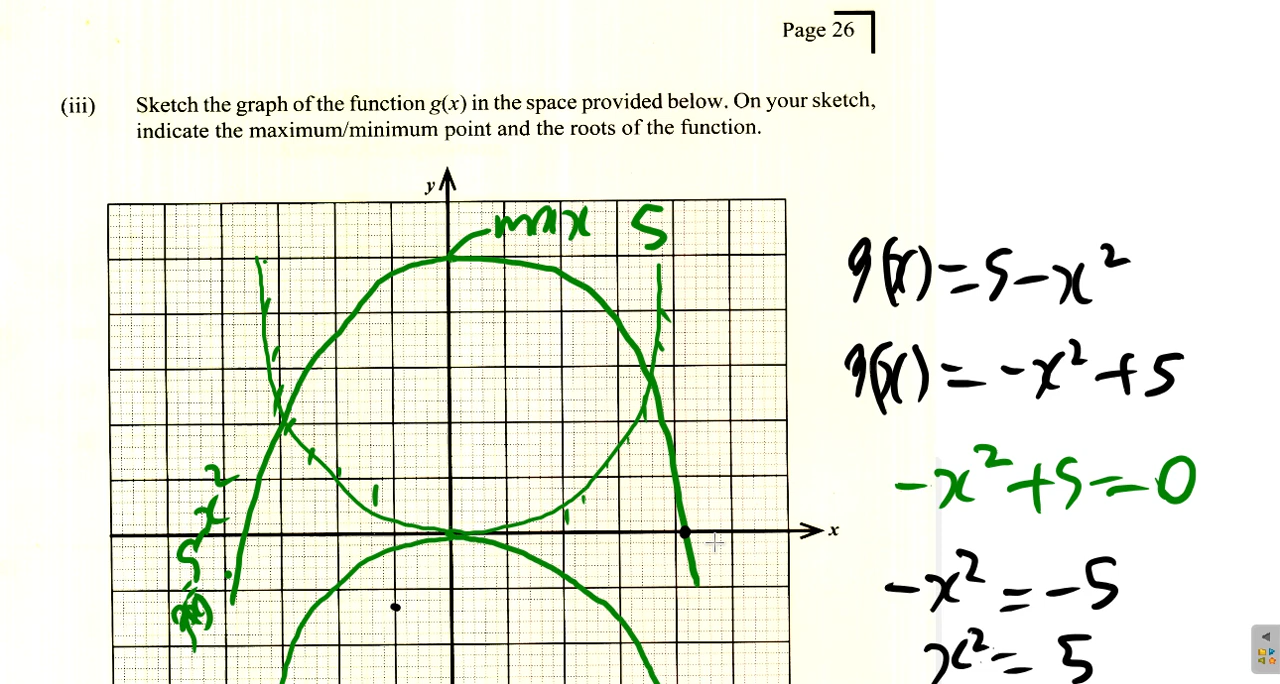 Page 26
(iii) Sketch the graph of the function g(x) in the space provided below. On your sketch,
indicate the maximum/minimum point and the roots of the function.
y
max 5
x
g(x)=5-x²
g(x)=-x²+5
-x²+5=0
-x²=-5
x²=5